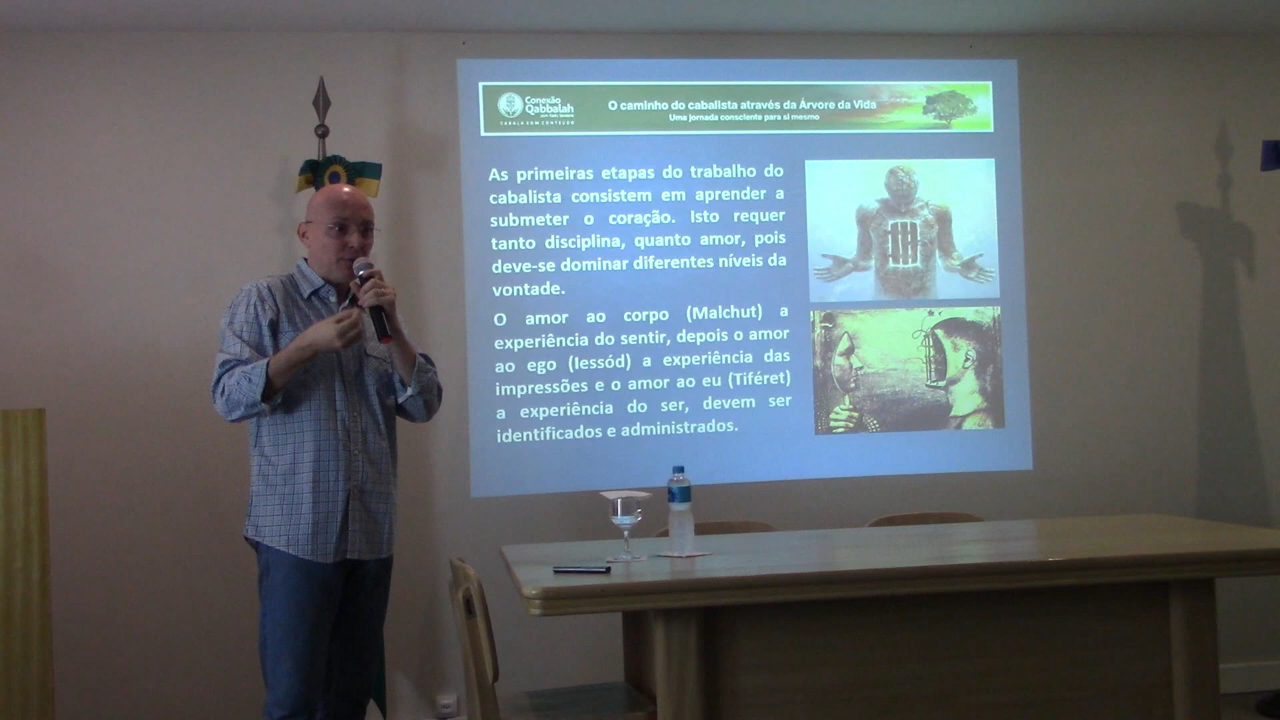 Conexão
Qabbalah
CABALA COM CONTEÚDO
O caminho do cabalista através da Árvore da Vida
Uma jornada consciente para si mesmo
As primeiras etapas do trabalho do
cabalista consistem em aprender a
submeter o coração. Isto requer
tanto disciplina, quanto amor, pois
deve-se dominar diferentes níveis da
vontade.
O amor ao corpo (Malchut) a
experiência do sentir, depois o amor
ao ego (Iessód) a experiência das
impressões e o amor ao eu (Tiféret)
a experiência do ser, devem ser
identificados e administrados.